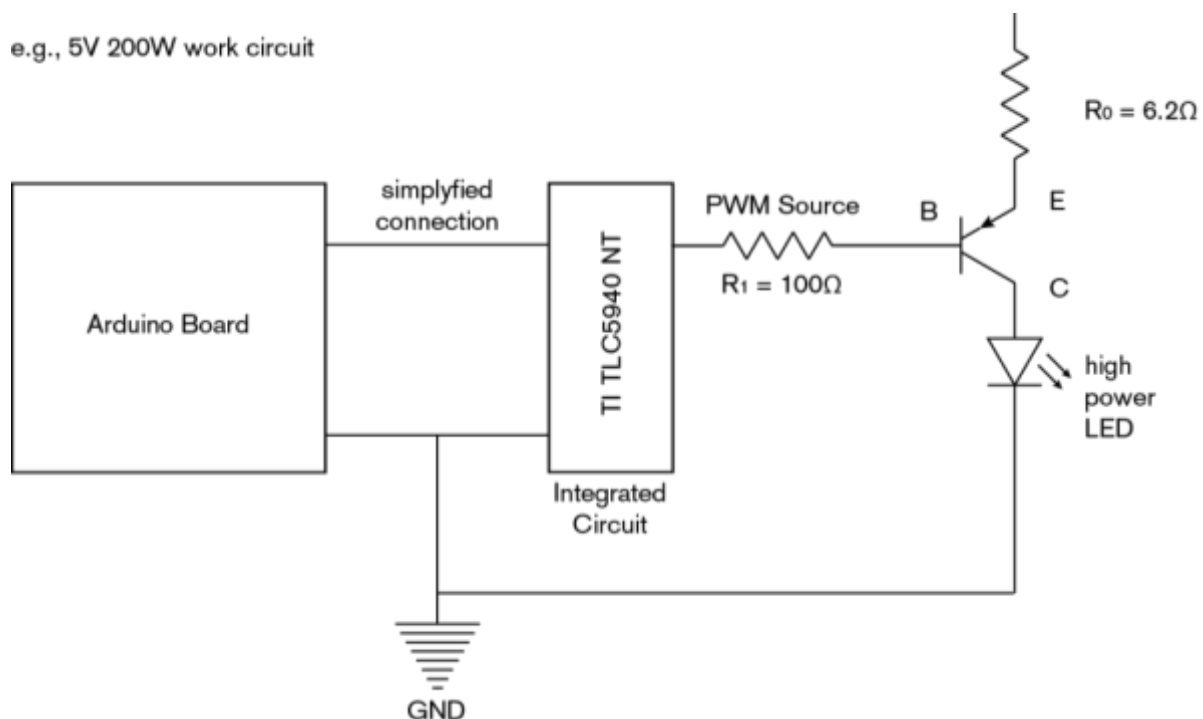 e.g., 5V 200W work circuit
R₀ = 6.2Ω
simplyfied
connection
PWM Source
B
E
Arduino Board
TI TLC5940 NT
R₁ = 100Ω
C
high
power
LED
Integrated
Circuit
GND